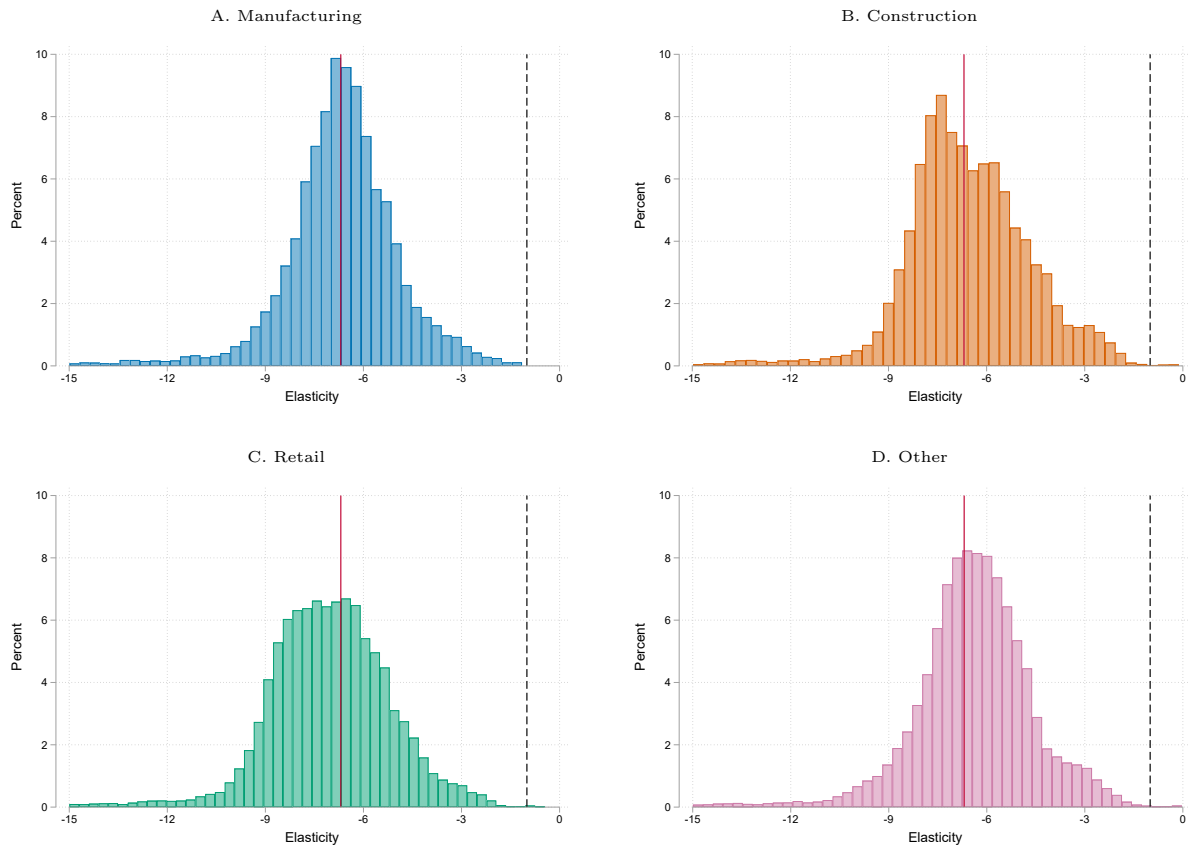 A. Manufacturing
10
8
6
4
2
0
Percent
-15 -12 -9 -6 -3 0
Elasticity
B. Construction
10
8
6
4
2
0
Percent
-15 -12 -9 -6 -3 0
Elasticity
C. Retail
10
8
6
4
2
0
Percent
-15 -12 -9 -6 -3 0
Elasticity
D. Other
10
8
6
4
2
0
Percent
-15 -12 -9 -6 -3 0
Elasticity